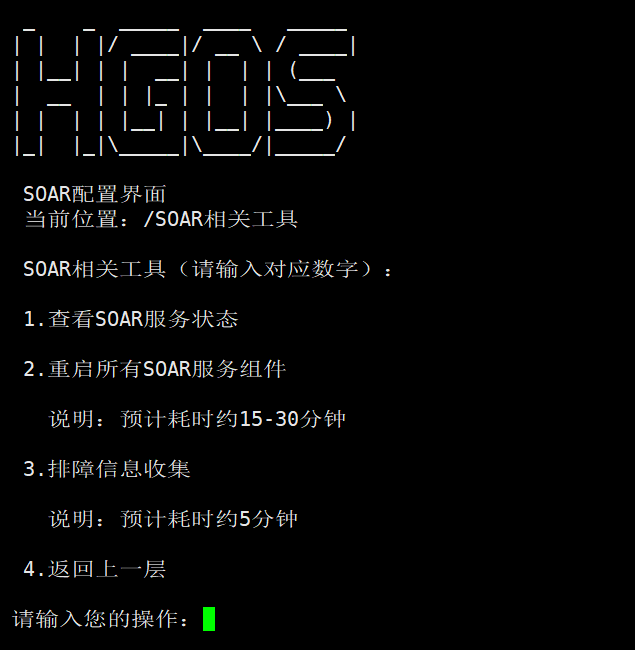 HGOS
SOAR配置界面
当前位置：/SOAR相关工具
SOAR相关工具（请输入对应数字）：
1.查看SOAR服务状态
2.重启所有SOAR服务组件
说明：预计耗时约15-30分钟
3.排障信息收集
说明：预计耗时约5分钟
4.返回上一层
请输入您的操作：